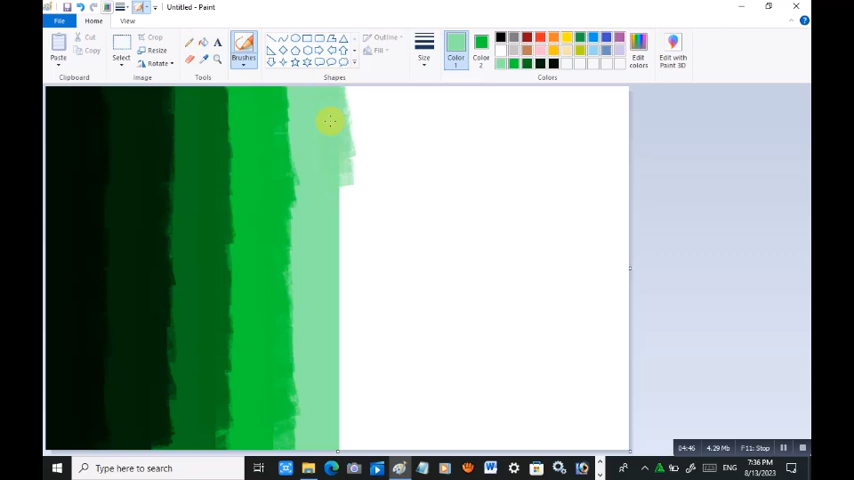 Untitled - Paint
File
Home
View
Paste
Cut
Copy
Clipboard
Select
Crop
Resize
Rotate
Image
Tools
Brushes
Shapes
Outline
Fill
Size
Color 1
Color 2
Edit colors
Colors
Edit with Paint 3D
04:46
4.29 Mb
F11: Stop
Type here to search
ENG
7:36 PM
8/13/2023